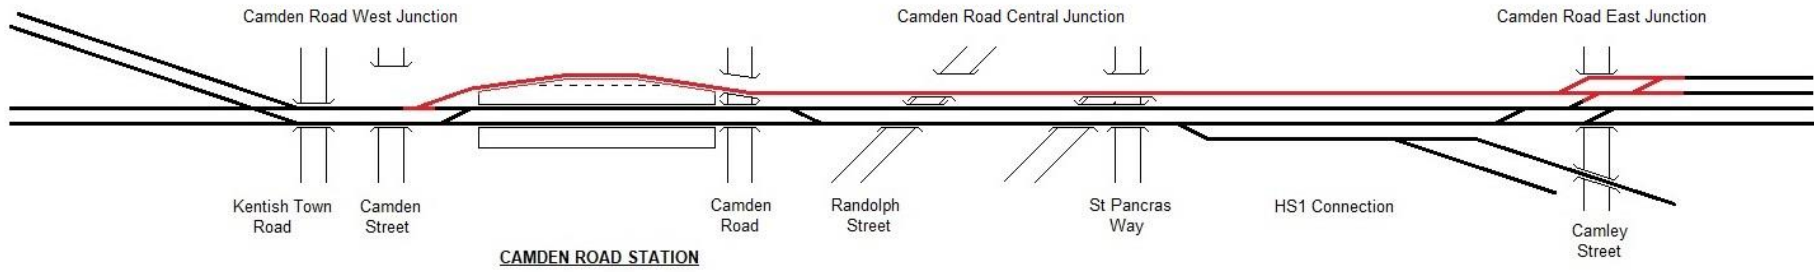 Camden Road West Junction
Camden Road Central Junction
Camden Road East Junction
Kentish Town
Road
Camden
Street
Camden
Road
Randolph
Street
St Pancras
Way
HS1 Connection
Camley
Street
CAMDEN ROAD STATION